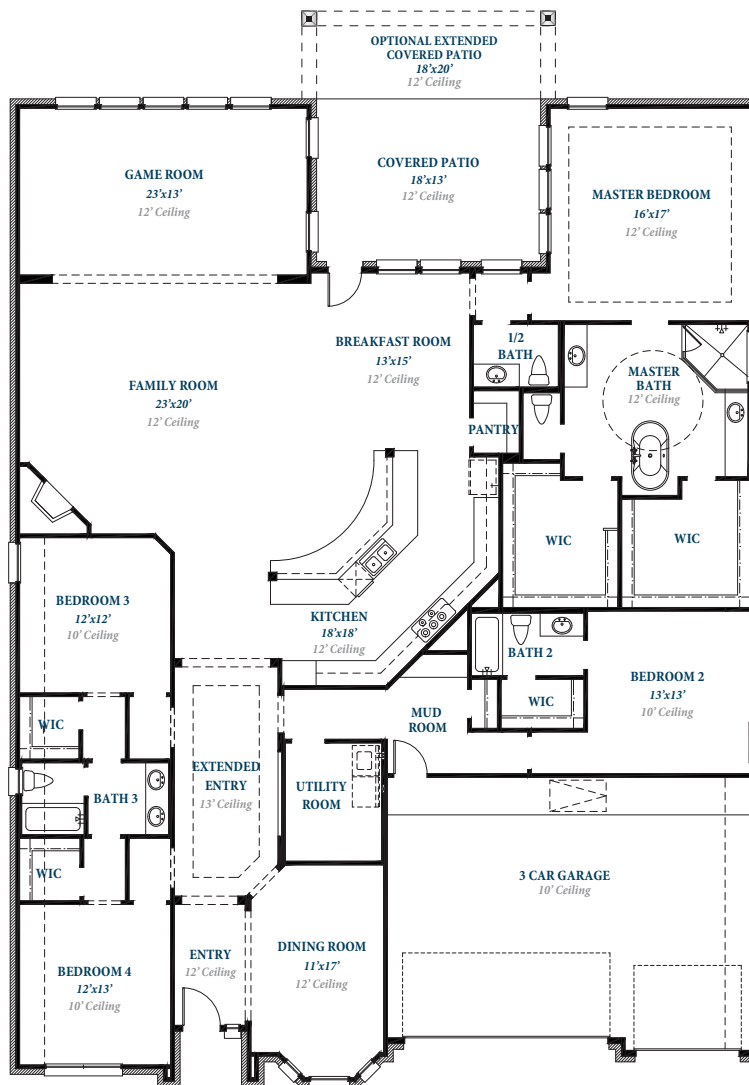 OPTIONAL EXTENDED
COVERED PATIO
18'x20'
12' Ceiling
GAME ROOM
23'x13'
12' Ceiling
COVERED PATIO
18'x13'
12' Ceiling
MASTER BEDROOM
16'x17'
12' Ceiling
BREAKFAST ROOM
13'x15'
12' Ceiling
1/2
BATH
MASTER
BATH
12' Ceiling
FAMILY ROOM
23'x20'
12' Ceiling
PANTRY
WIC
WIC
BEDROOM 3
12'x12'
10' Ceiling
KITCHEN
18'x18'
12' Ceiling
BATH 2
BEDROOM 2
13'x13'
10' Ceiling
WIC
WIC
MUD
ROOM
EXTENDED
ENTRY
13' Ceiling
UTILITY
ROOM
BATH 3
WIC
3 CAR GARAGE
10' Ceiling
DINING ROOM
11'x17'
12' Ceiling
ENTRY
12' Ceiling
BEDROOM 4
12'x13'
10' Ceiling